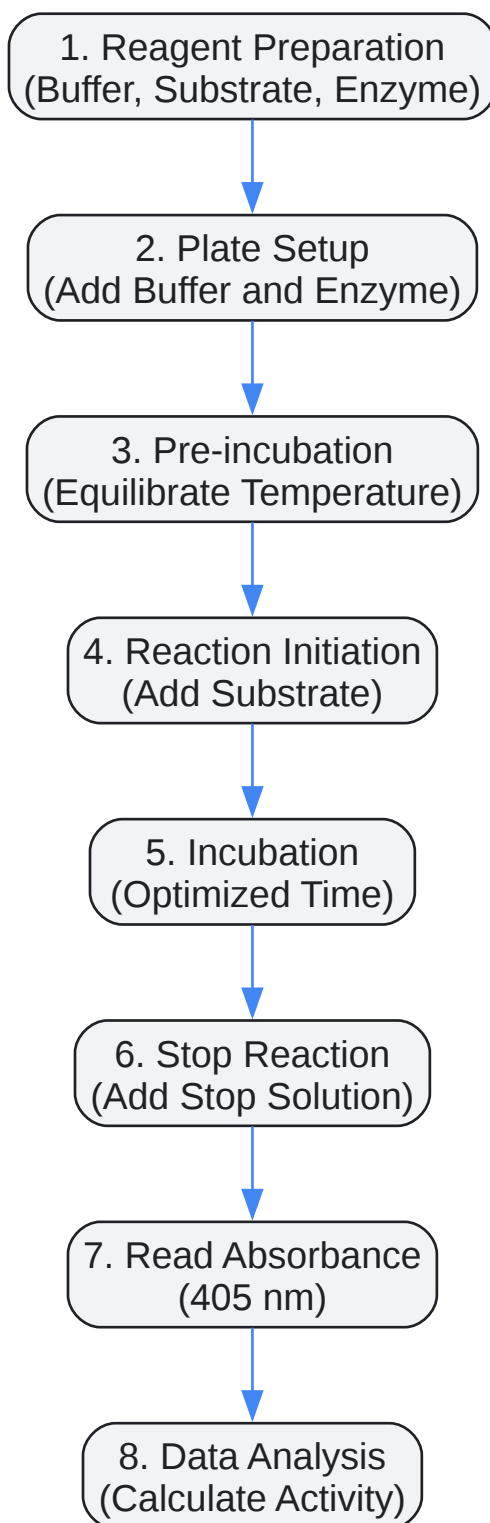 1. Reagent Preparation
(Buffer, Substrate, Enzyme)
2. Plate Setup
(Add Buffer and Enzyme)
3. Pre-incubation
(Equilibrate Temperature)
4. Reaction Initiation
(Add Substrate)
5. Incubation
(Optimized Time)
6. Stop Reaction
(Add Stop Solution)
7. Read Absorbance
(405 nm)
8. Data Analysis
(Calculate Activity)